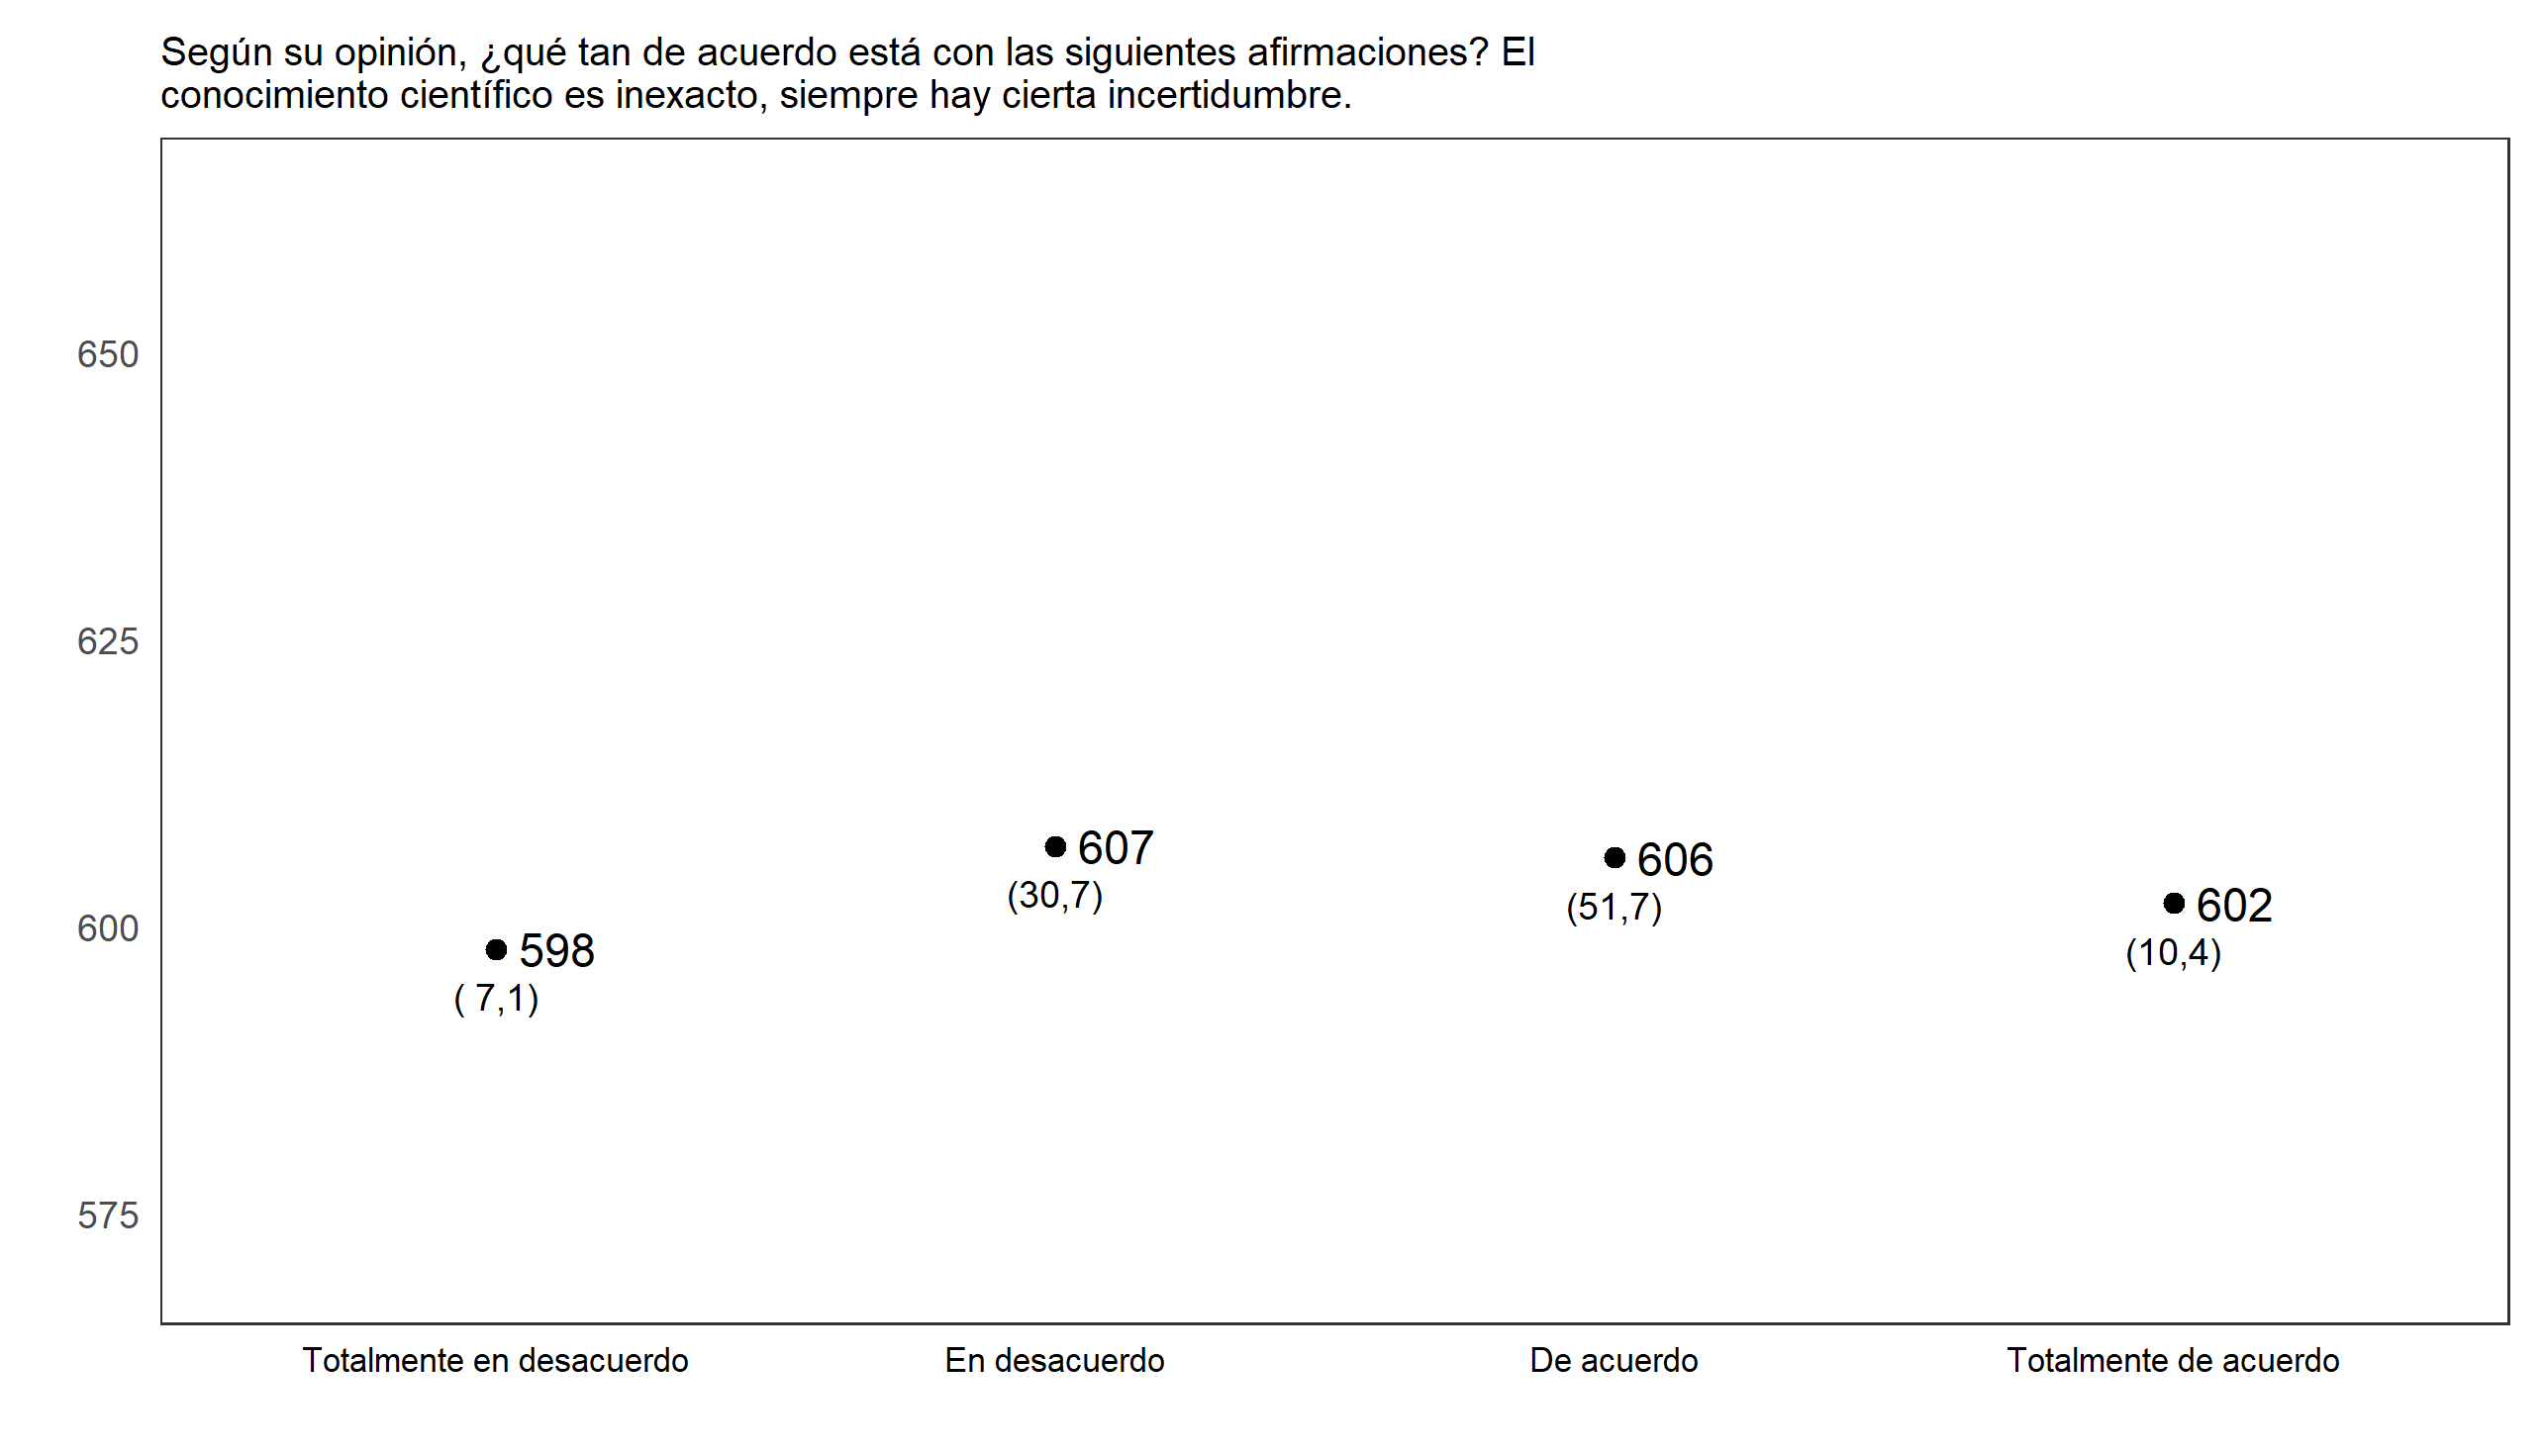 Según su opinión, ¿qué tan de acuerdo está con las siguientes afirmaciones? El
conocimiento científico es inexacto, siempre hay cierta incertidumbre.
650
625
600
575
598
( 7,1)
607
(30,7)
606
(51,7)
602
(10,4)
Totalmente en desacuerdo
En desacuerdo
De acuerdo
Totalmente de acuerdo